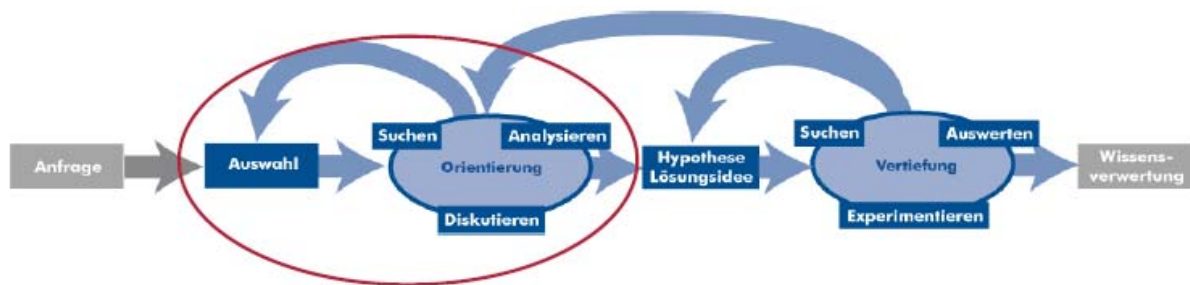 Anfrage
Auswahl
Suchen
Analysieren
Orientierung
Diskutieren
Hypothese
Lösungsidee
Suchen
Auswerten
Vertiefung
Experimentieren
Wissens-
verwertung